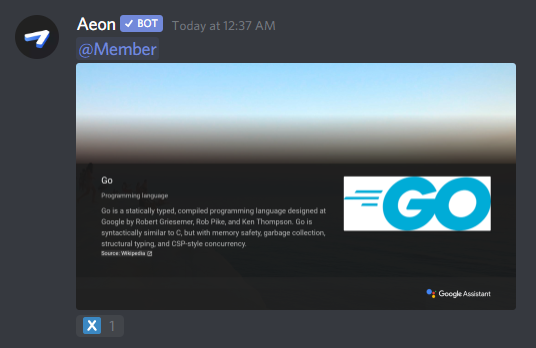 Aeon ✓ BOT Today at 12:37 AM
@Member
Go
Programming language
Go is a statically typed, compiled programming language designed at
Google by Robert Griesemer, Rob Pike, and Ken Thompson. Go is
syntactically similar to C, but with memory safety, garbage collection,
structural typing, and CSP-style concurrency.
Source: Wikipedia
GO
Google Assistant
X 1